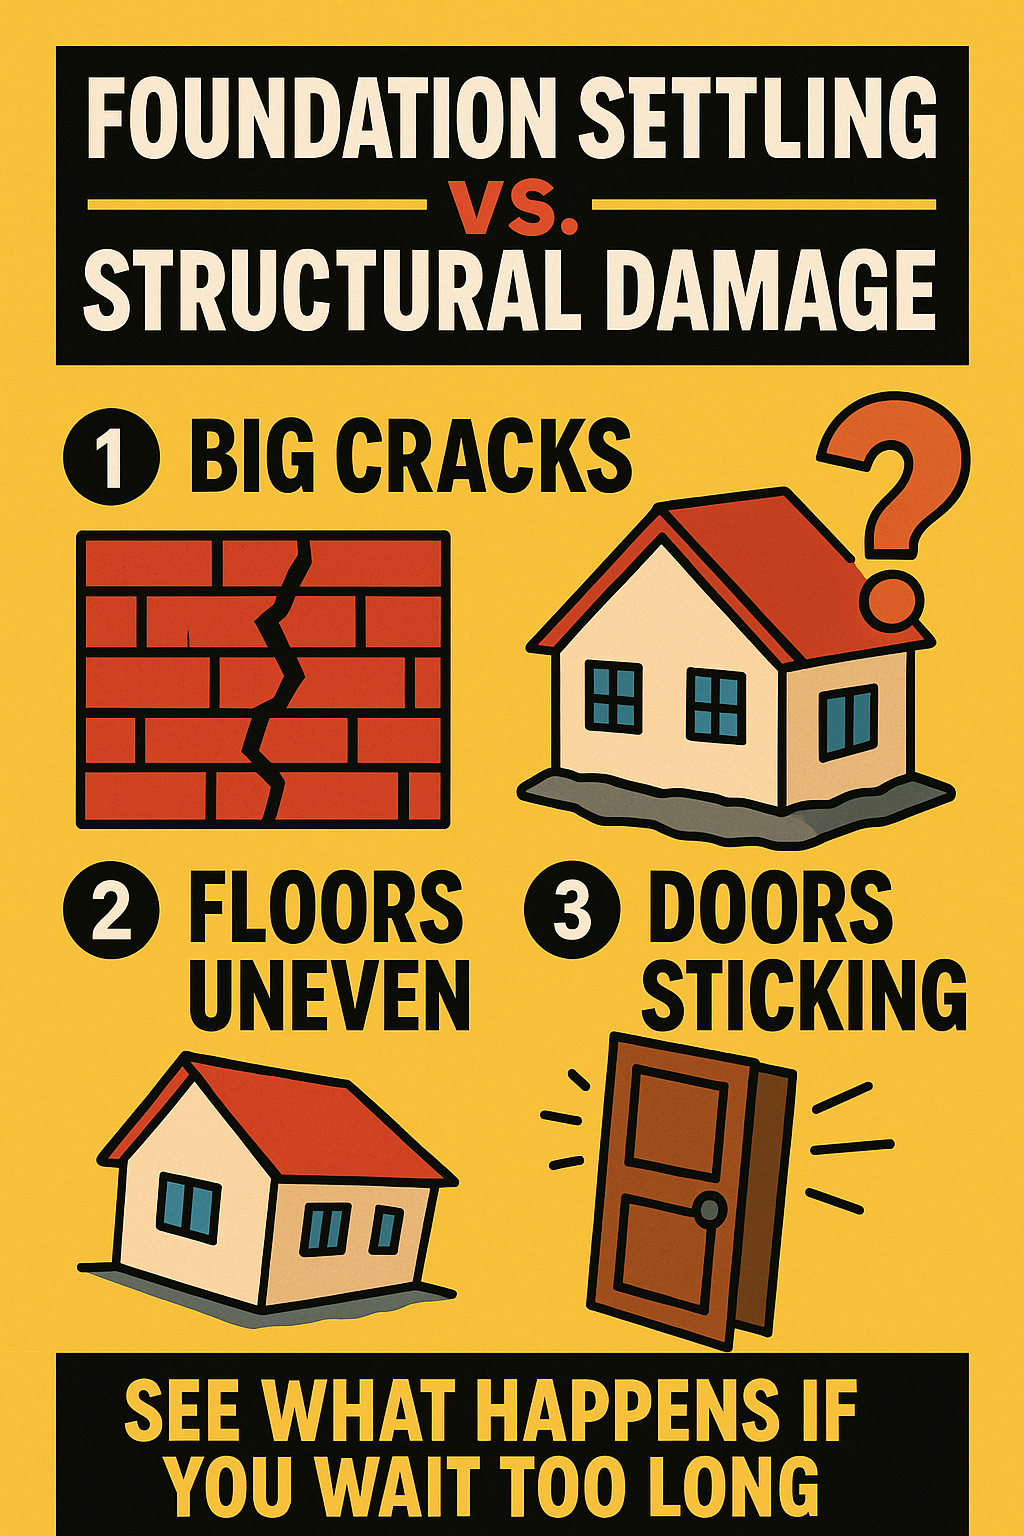 FOUNDATION SETTLING
VS.
STRUCTURAL DAMAGE
1 BIG CRACKS
2 FLOORS
UNEVEN
3 DOORS
STICKING
SEE WHAT HAPPENS IF
YOU WAIT TOO LONG